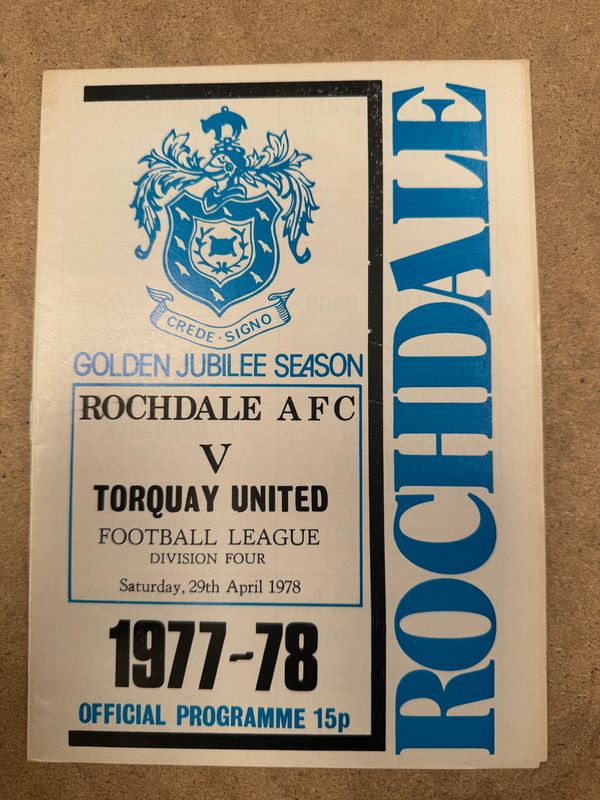 CREDE · SIGNO
GOLDEN JUBILEE SEASON
ROCHDALE AFC
V
TORQUAY UNITED
FOOTBALL LEAGUE
DIVISION FOUR
Saturday, 29th April 1978
1977-78
OFFICIAL PROGRAMME 15p
ROCHDALE